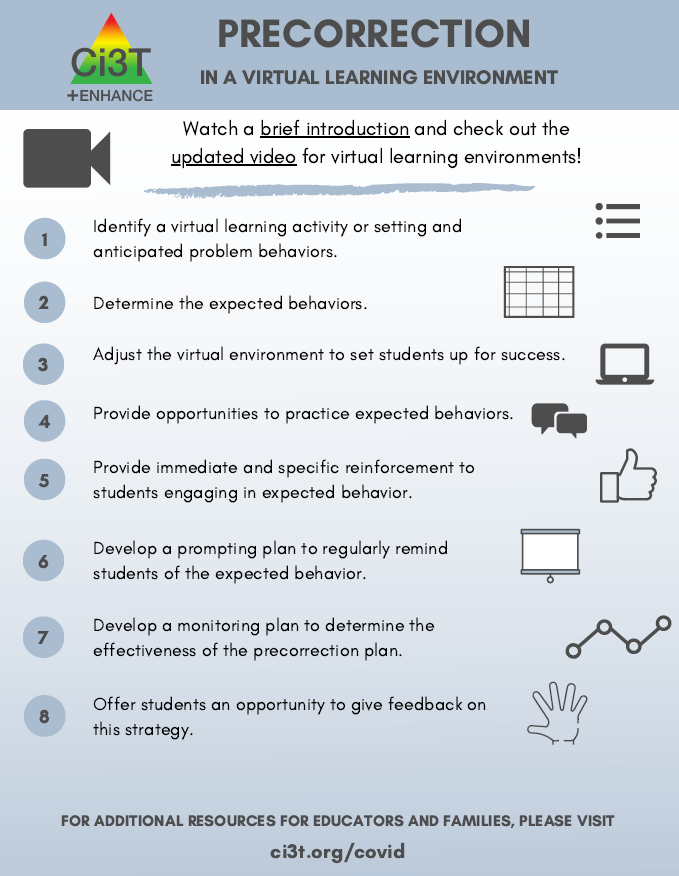 Ci3T
+ENHANCE
PRECORRECTION
IN A VIRTUAL LEARNING ENVIRONMENT
Watch a brief introduction and check out the
updated video for virtual learning environments!
1
Identify a virtual learning activity or setting and
anticipated problem behaviors.
2
Determine the expected behaviors.
3
Adjust the virtual environment to set students up for success.
4
Provide opportunities to practice expected behaviors.
5
Provide immediate and specific reinforcement to
students engaging in expected behavior.
6
Develop a prompting plan to regularly remind
students of the expected behavior.
7
Develop a monitoring plan to determine the
effectiveness of the precorrection plan.
8
Offer students an opportunity to give feedback on
this strategy.
FOR ADDITIONAL RESOURCES FOR EDUCATORS AND FAMILIES, PLEASE VISIT
ci3t.org/covid